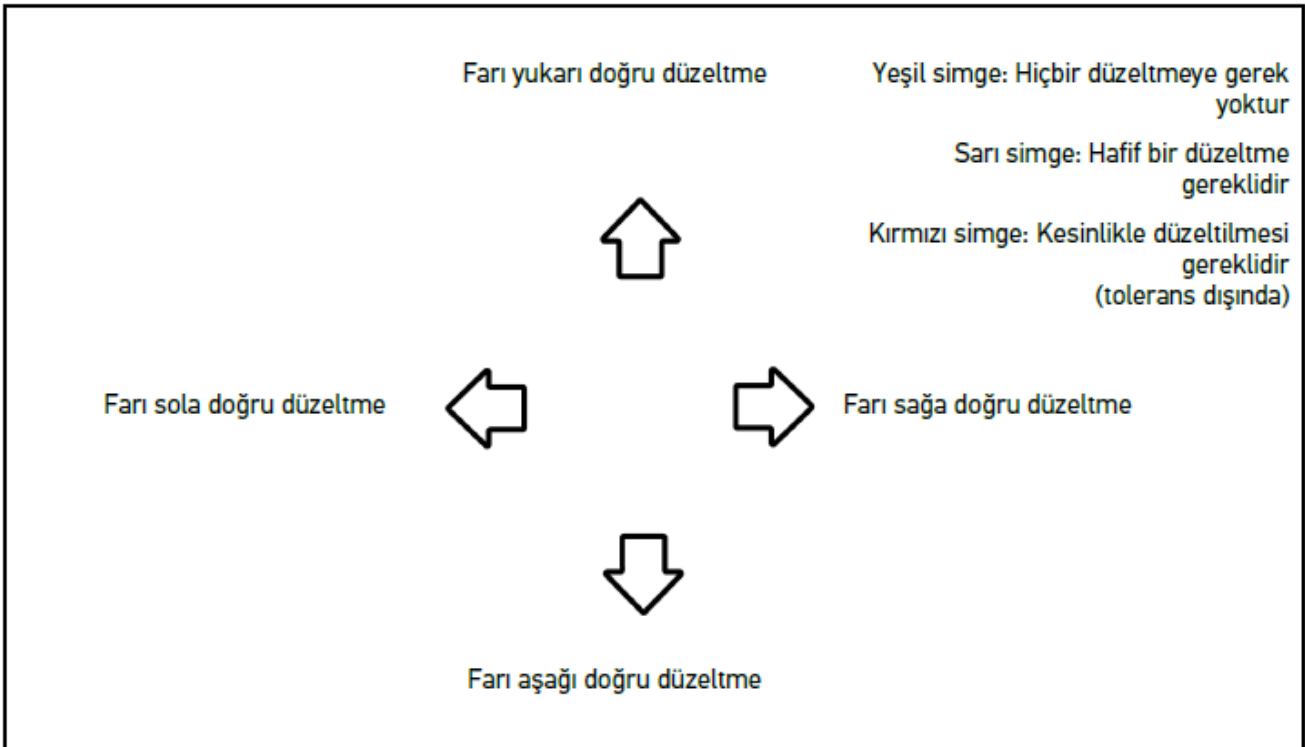 Farı yukarı doğru düzeltme
Yeşil simge: Hiçbir düzeltmeye gerek
yoktur
Sarı simge: Hafif bir düzeltme
gereklidir
Kırmızı simge: Kesinlikle düzeltilmesi
gereklidir
(tolerans dışında)
Farı sola doğru düzeltme
Farı sağa doğru düzeltme
Farı aşağı doğru düzeltme